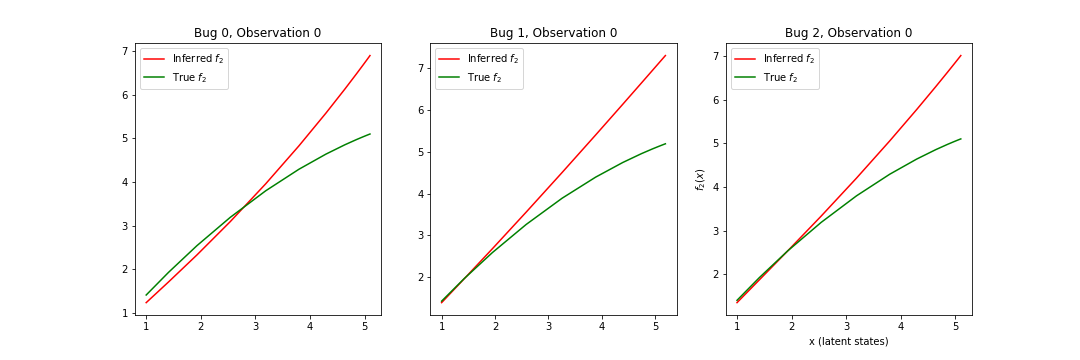 Bug 0, Observation 0
Inferred f₂
True f₂
7
6
5
4
3
2
1
1 2 3 4 5
Bug 1, Observation 0
Inferred f₂
True f₂
7
6
5
4
3
2
1 2 3 4 5
Bug 2, Observation 0
Inferred f₂
True f₂
f₂(x)
7
6
5
4
3
2
1 2 3 4 5
x (latent states)